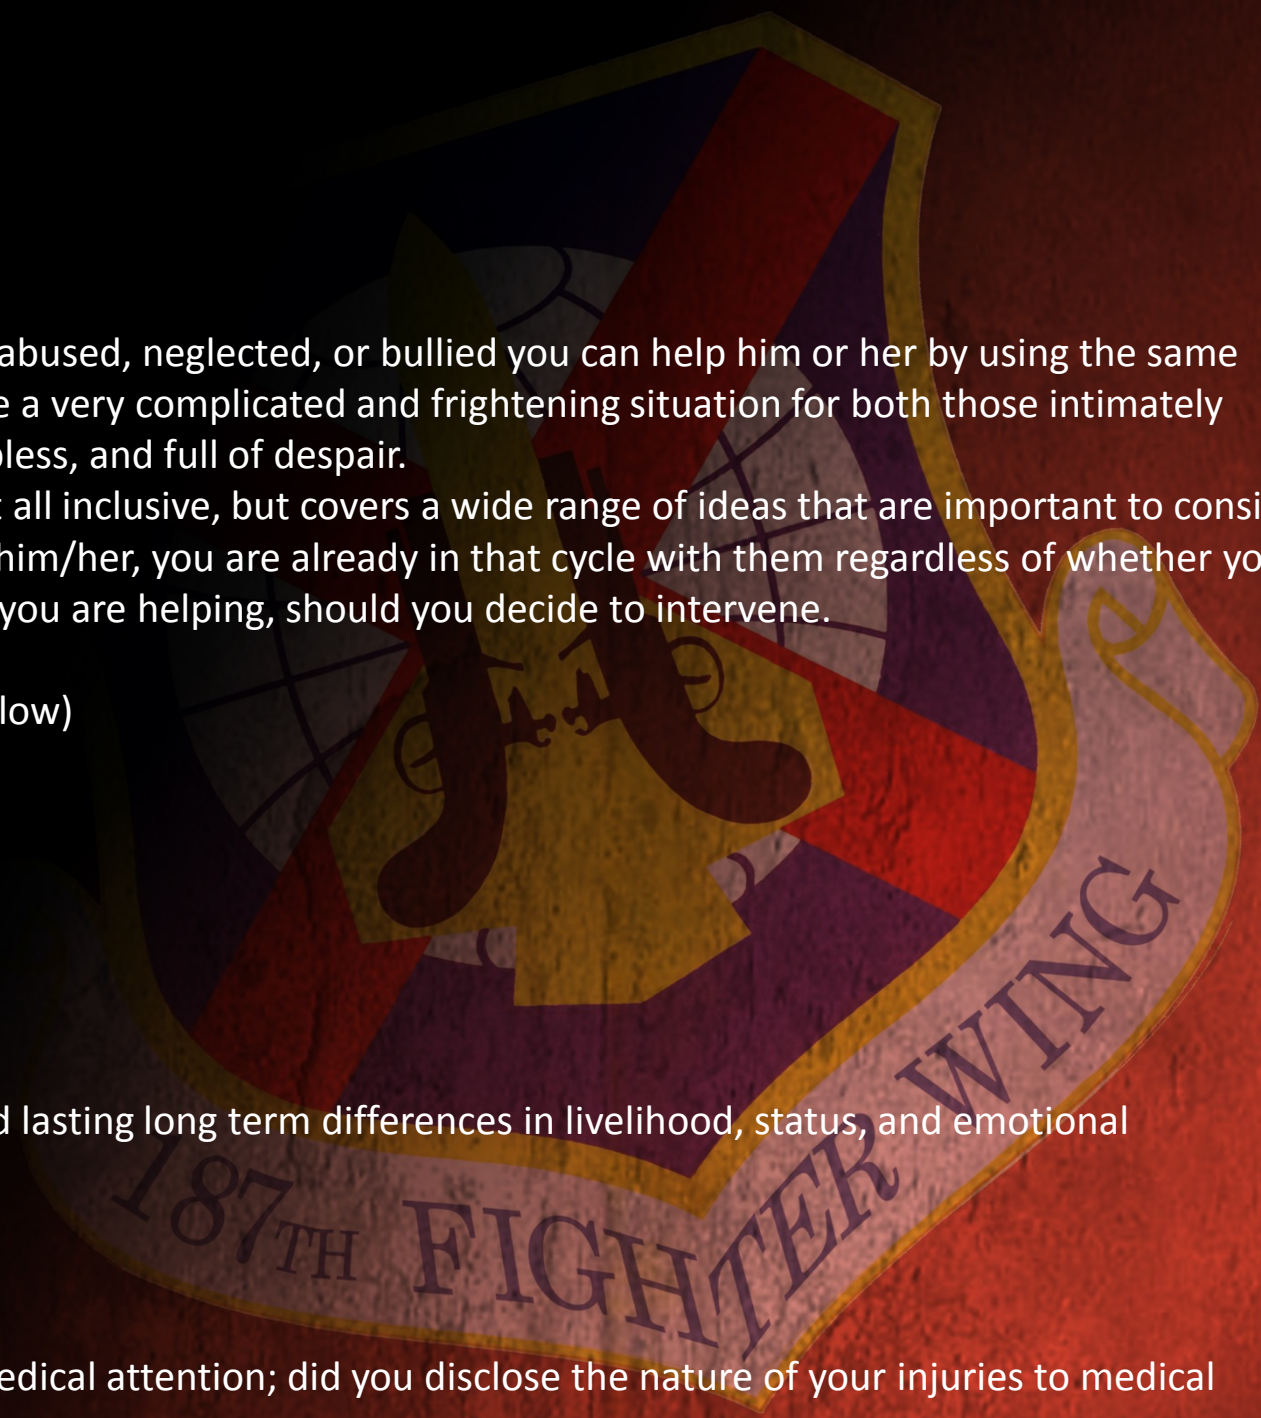 abused, neglected, or bullied you can help him or her by using the same
e a very complicated and frightening situation for both those intimately
less, and full of despair.
t all inclusive, but covers a wide range of ideas that are important to consi
him/her, you are already in that cycle with them regardless of whether yo
you are helping, should you decide to intervene.
low)
d lasting long term differences in livelihood, status, and emotional
187TH FIGHTER WING
edical attention; did you disclose the nature of your injuries to medical